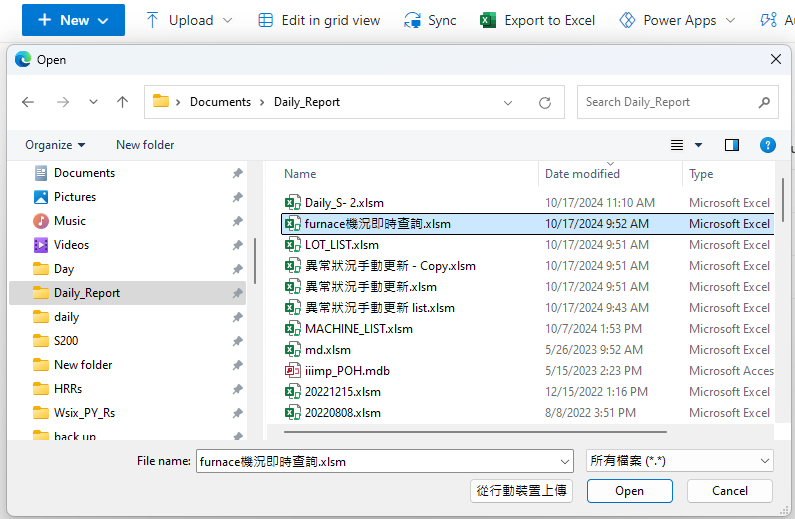 New
Upload
Edit in grid view
Sync
Export to Excel
Power Apps
Open
Documents
Daily_Report
Search Daily_Report
Organize
New folder
Name
Date modified
Type
Documents
Pictures
Music
Videos
Day
Daily_Report
daily
S200
New folder
HRRs
Wsix_PY_Rs
back up
Daily_S- 2.xlsm 10/17/2024 11:10 AM Microsoft Excel
furnace機況即時查詢.xlsm 10/17/2024 9:52 AM Microsoft Excel
LOT_LIST.xlsm 10/17/2024 9:51 AM Microsoft Excel
異常狀況手動更新 - Copy.xlsm 10/17/2024 9:51 AM Microsoft Excel
異常狀況手動更新.xlsm 10/17/2024 9:51 AM Microsoft Excel
異常狀況手動更新 list.xlsm 10/17/2024 9:43 AM Microsoft Excel
MACHINE_LIST.xlsm 10/7/2024 1:53 PM Microsoft Excel
md.xlsm 5/26/2023 9:52 AM Microsoft Excel
iiimp_POH.mdb 5/15/2023 2:23 PM Microsoft Acces
20221215.xlsm 12/15/2022 1:16 PM Microsoft Excel
20220808.xlsm 8/8/2022 3:51 PM Microsoft Excel
File name: furnace機況即時查詢.xlsm
所有檔案 (*.*)
從行動裝置上傳
Open
Cancel